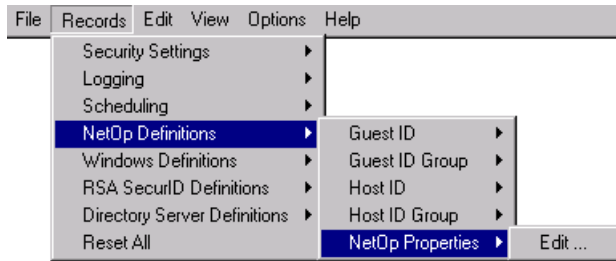 File Records Edit View Options Help
Security Settings
Logging
Scheduling
NetOp Definitions
Windows Definitions
RSA SecurID Definitions
Directory Server Definitions
Reset All
Guest ID
Guest ID Group
Host ID
Host ID Group
NetOp Properties
Edit ...